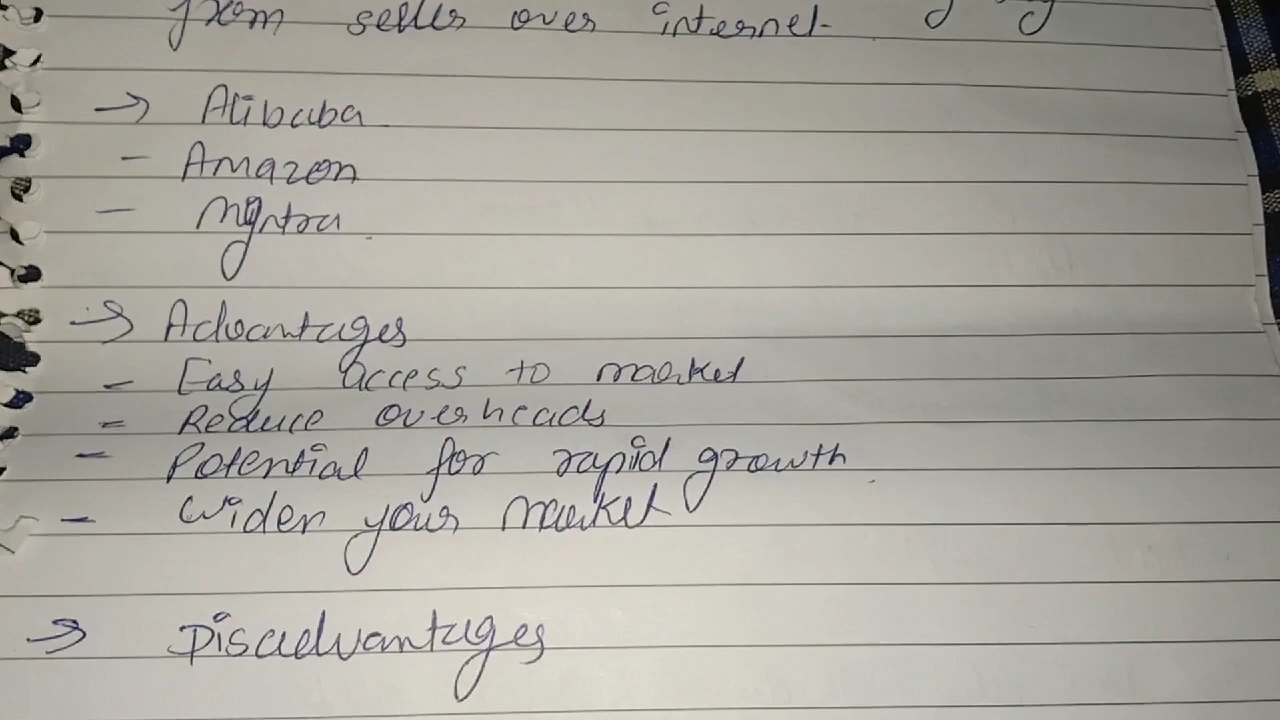 from sellers over internet.
→ Alibaba
- Amazon
- Myntra
→ Advantages
- Easy access to market
- Reduce overheads
- Potential for rapid growth
- Widen your market
→ Disadvantages